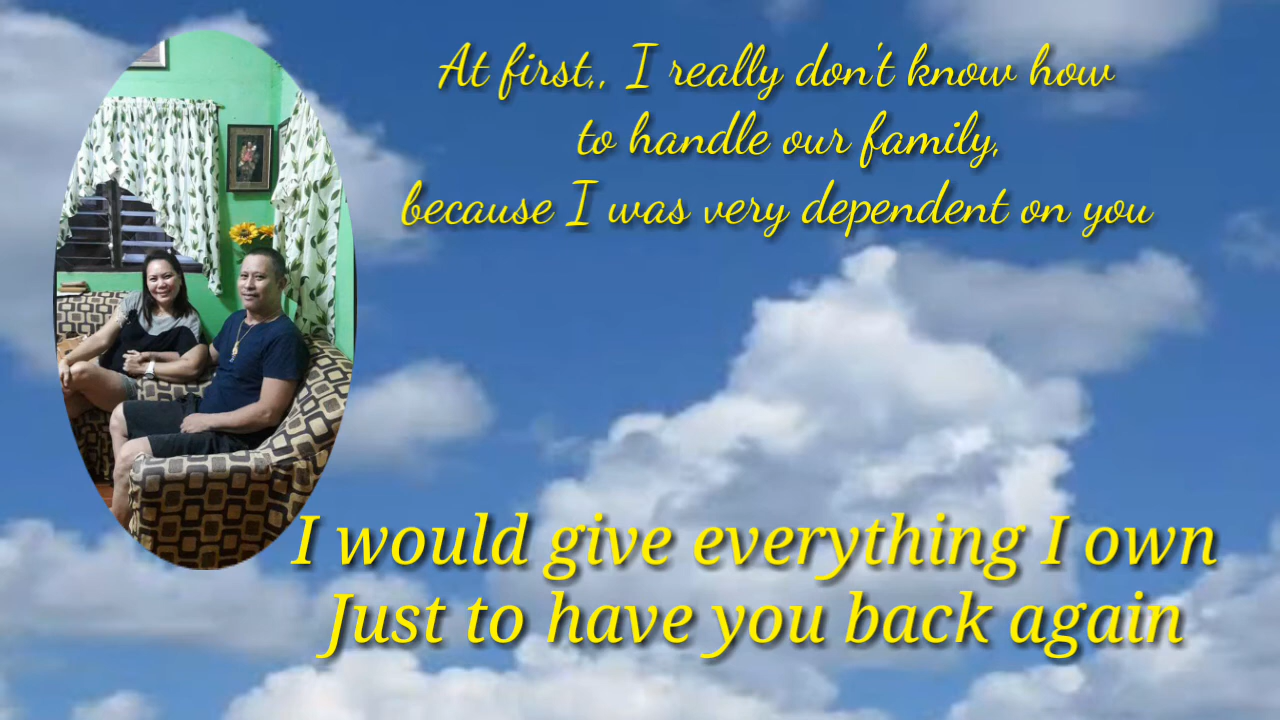 At first,, I really don't know how
to handle our family,
because I was very dependent on you
I would give everything I own
Just to have you back again